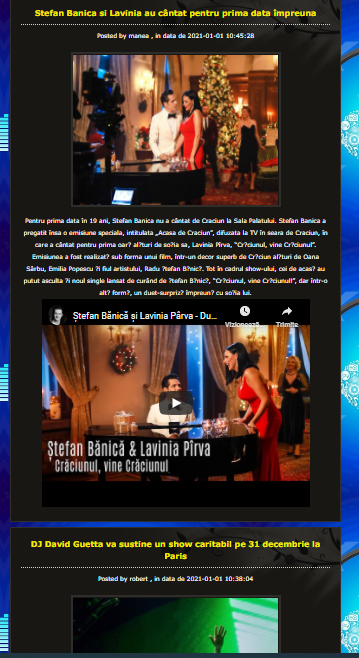 Stefan Banica si Lavinia au cântat pentru prima data împreuna
Posted by manea , in data de 2021-01-01 10:45:28
Pentru prima data în 19 ani, Stefan Banica nu a cântat de Craciun la Sala Palatului. Stefan Banica a
pregatit însa o emisiune speciala, intitulata „Acasa de Craciun”, difuzata la TV în seara de Craciun, în
care a cântat pentru prima oar? al?turi de so?ia sa, Lavinia Pîrva, “Cr?ciunul, vine Cr?ciunul”.
Emisiunea a fost realizat? sub forma unui film, într-un decor superb de Cr?ciun al?turi de Oana
Sârbu, Emilia Popescu ?i fiul artistului, Radu ?tefan B?nic?. Tot în cadrul show-ului, cei de acas? au
putut asculta ?i noul single lansat de curând de ?tefan B?nic?, “Cr?ciunul, vine Cr?ciunul!”, dar într-o
alt? form?, un duet-surpriz? împreun? cu so?ia lui.
Ștefan Bănică și Lavinia Pârva - Du...
Vizionează...
Trimite
Ștefan Bănică & Lavinia Pîrva
Crăciunul, vine Crăciunul
DJ David Guetta va sustine un show caritabil pe 31 decembrie la
Paris
Posted by robert , in data de 2021-01-01 10:38:04